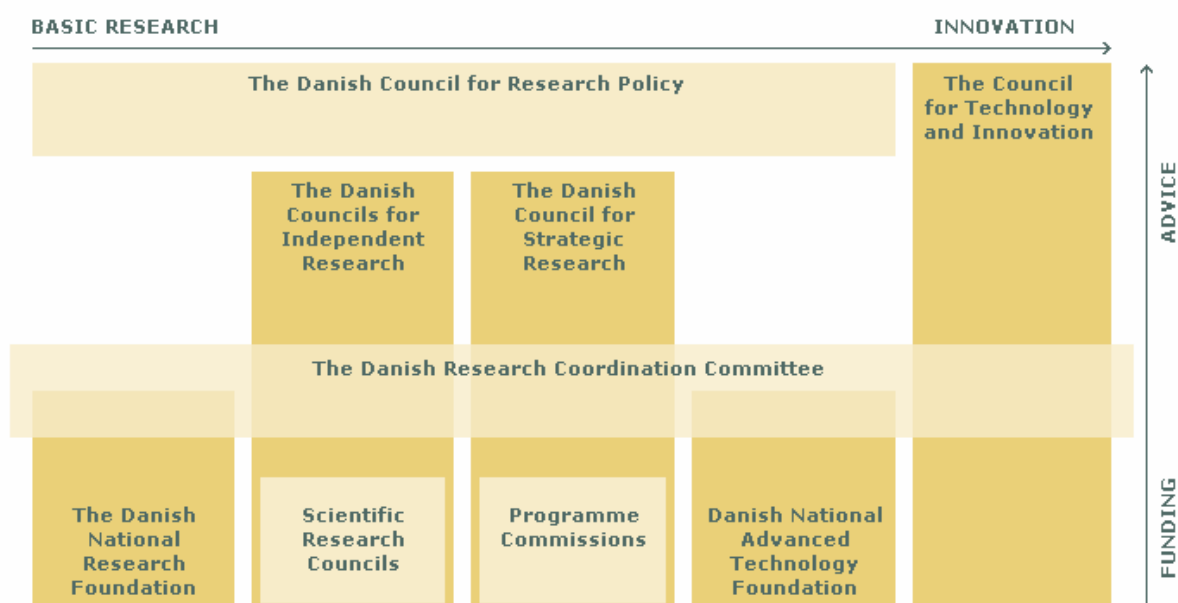 BASIC RESEARCH
INNOVATION
The Danish Council for Research Policy
The Council
for Technology
and Innovation
ADVICE
The Danish
Councils for
Independent
Research
The Danish
Council for
Strategic
Research
The Danish Research Coordination Committee
FUNDING
The Danish
National
Research
Foundation
Scientific
Research
Councils
Programme
Commissions
Danish National
Advanced
Technology
Foundation